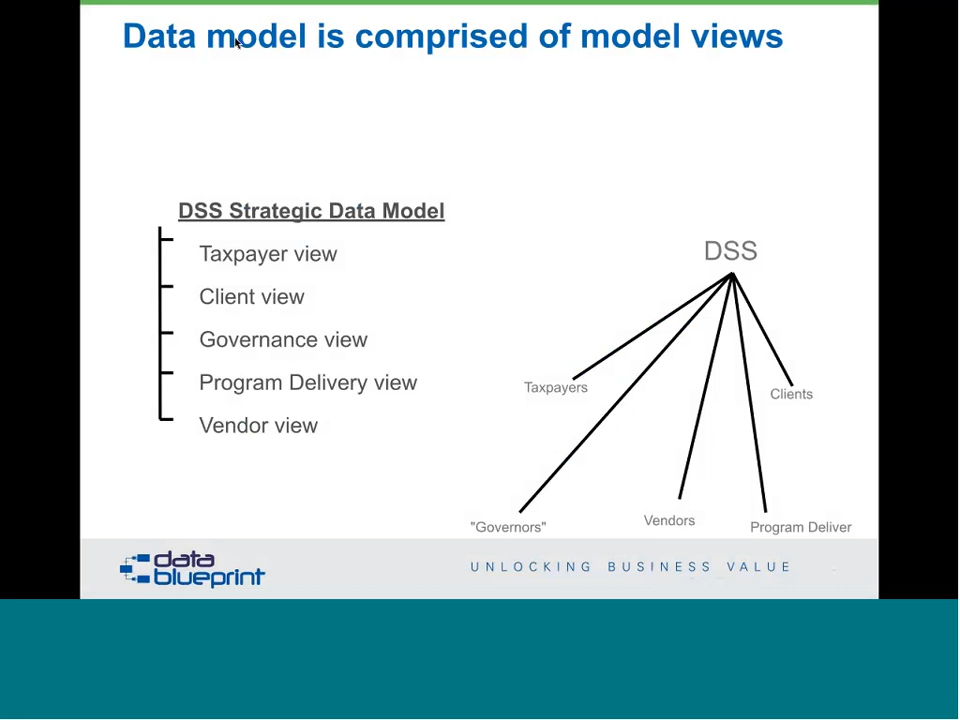 Data model is comprised of model views
DSS Strategic Data Model
Taxpayer view
Client view
Governance view
Program Delivery view
Vendor view
DSS
Taxpayers
Clients
"Governors"
Vendors
Program Deliver
data
blueprint
UNLOCKING BUSINESS VALUE